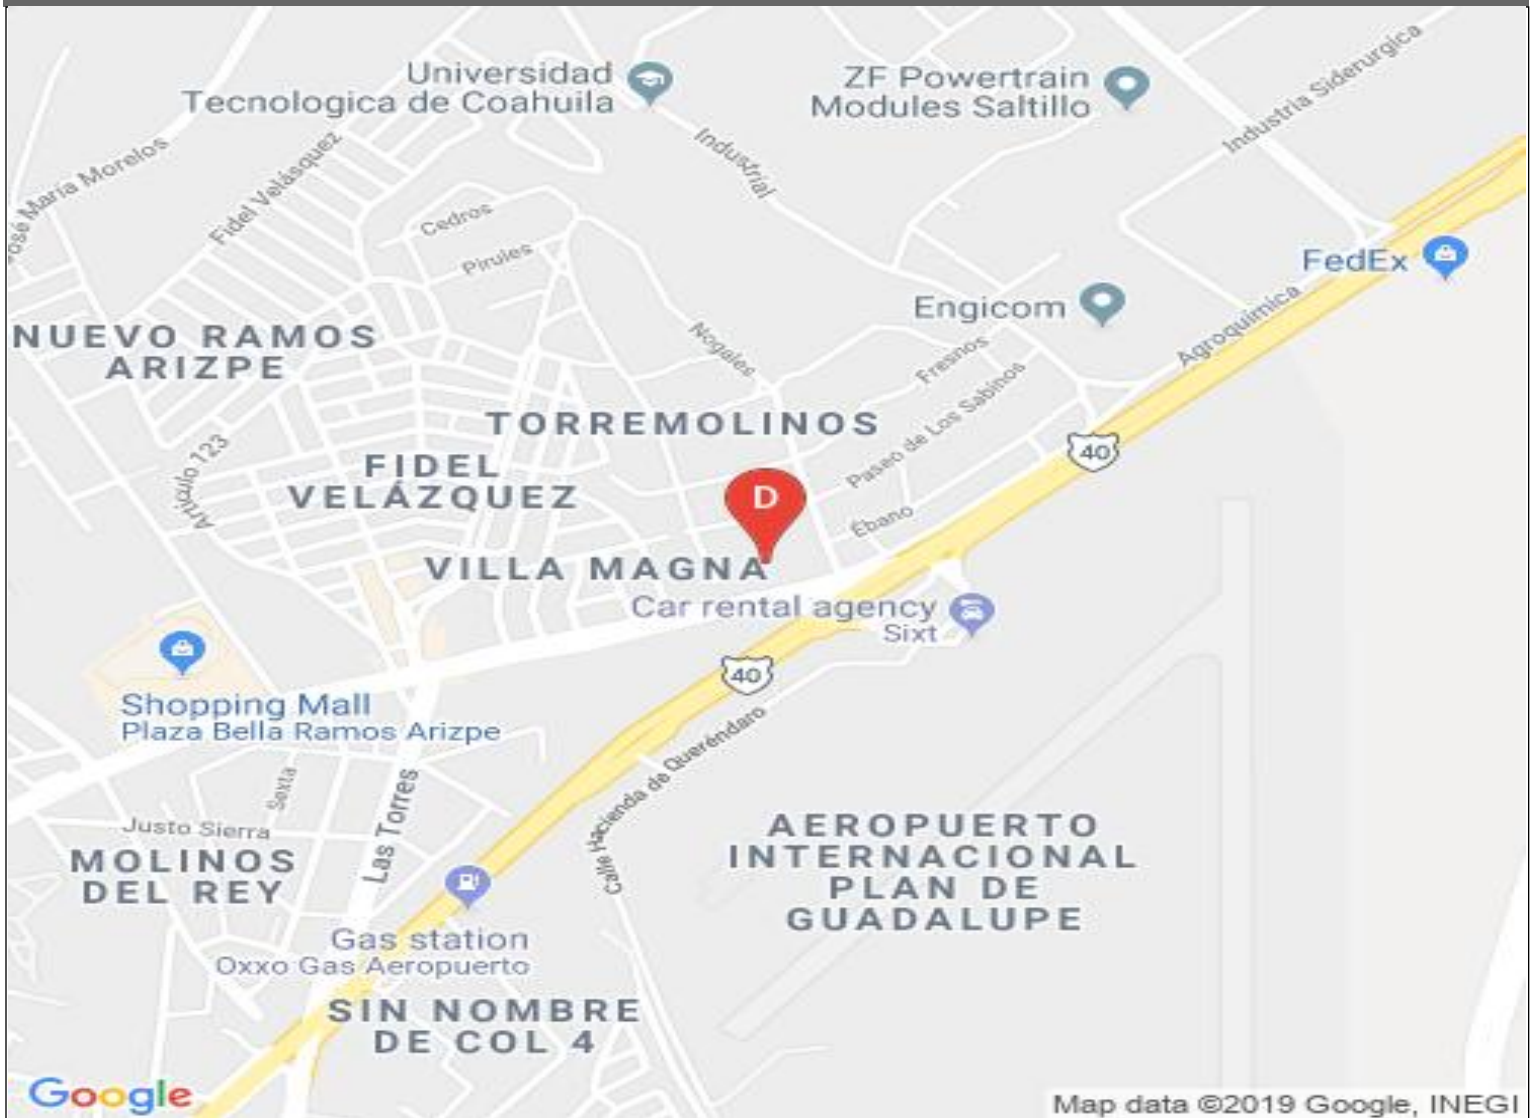 Universidad
Tecnologica de Coahuila
ZF Powertrain
Modules Saltillo
Industria Siderurgica
Industrial
José María Morelos
Fidel Velásquez
Cedros
Pirules
FedEx
Engicom
Agroquímica
NUEVO RAMOS
ARIZPE
Nogales
Fresnos
Paseo de Los Sabinos
TORREMOLINOS
40
Artículo 123
FIDEL
VELÁZQUEZ
D
Ébano
VILLA MAGNA
Car rental agency
Sixt
40
Shopping Mall
Plaza Bella Ramos Arizpe
Calle Hacienda de Queréndaro
Sexta
Las Torres
Justo Sierra
MOLINOS
DEL REY
AEROPUERTO
INTERNACIONAL
PLAN DE
GUADALUPE
Gas station
Oxxo Gas Aeropuerto
SIN NOMBRE
DE COL 4
Google
Map data ©2019 Google, INEGI